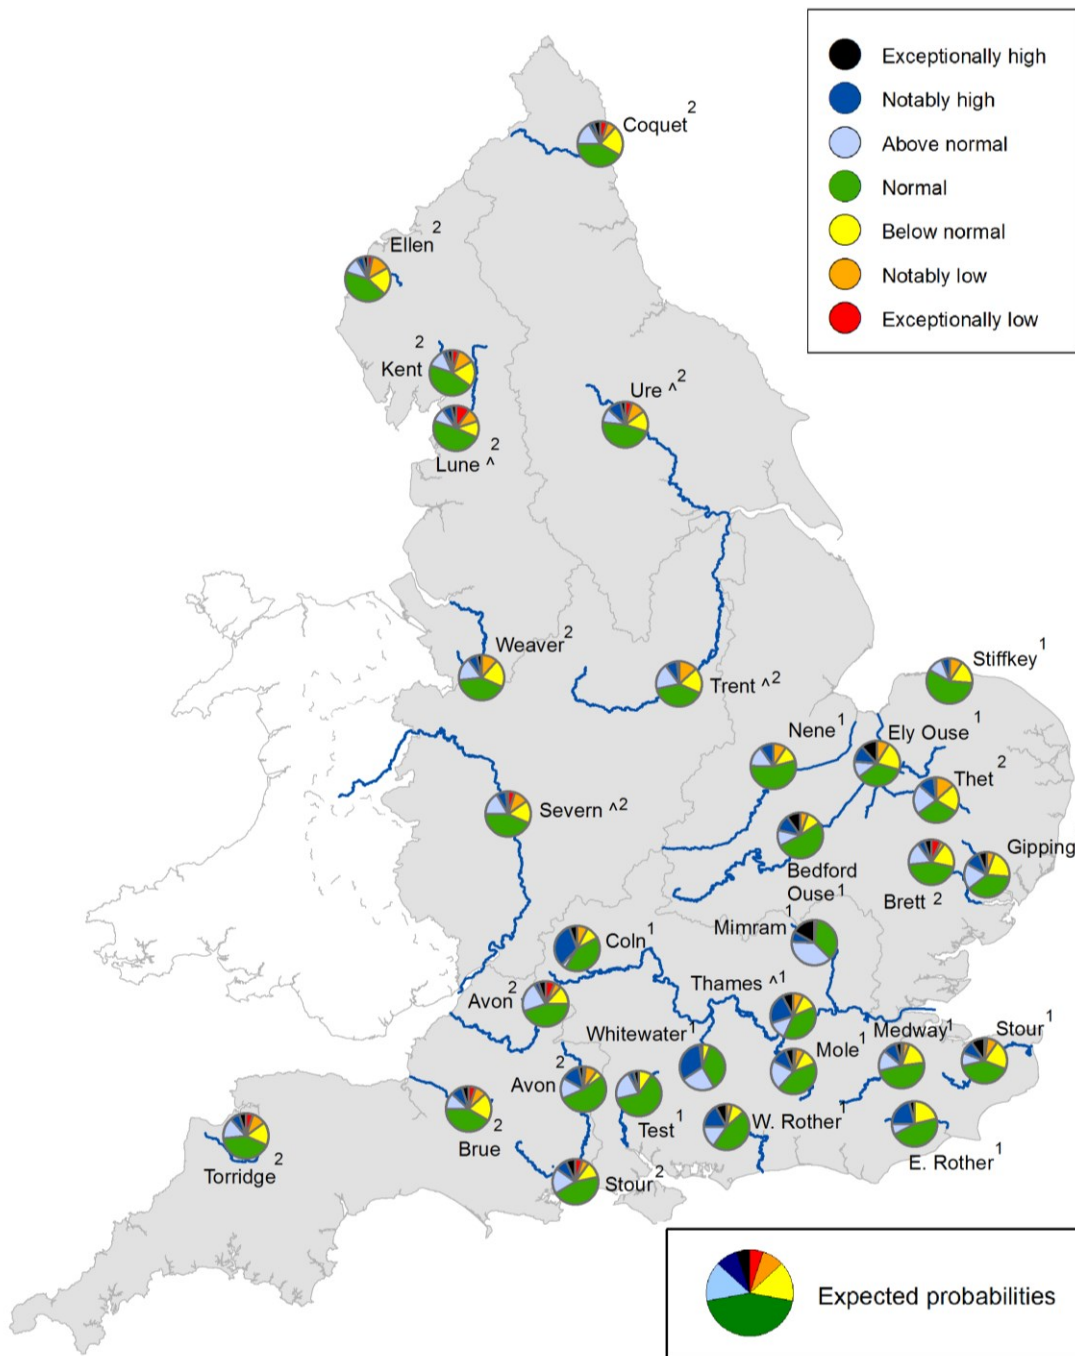 Exceptionally high
Notably high
Above normal
Normal
Below normal
Notably low
Exceptionally low
Coquet 2
Ellen 2
2
Kent
Ure ^2
2
Lune ^
Weaver 2
Trent ^2
Stiffkey 1
Nene 1
Ely Ouse 1
Thet 2
Severn ^2
Gipping
Bedford
Ouse 1
Brett 2
Mimram 1
Coln 1
Thames ^1
Avon 2
Whitewater 1
Medway 1
Stour 1
Mole 1
2
Avon
Test 1
W. Rother 1
Brue 2
E. Rother 1
Torridge 2
Stour 2
Expected probabilities